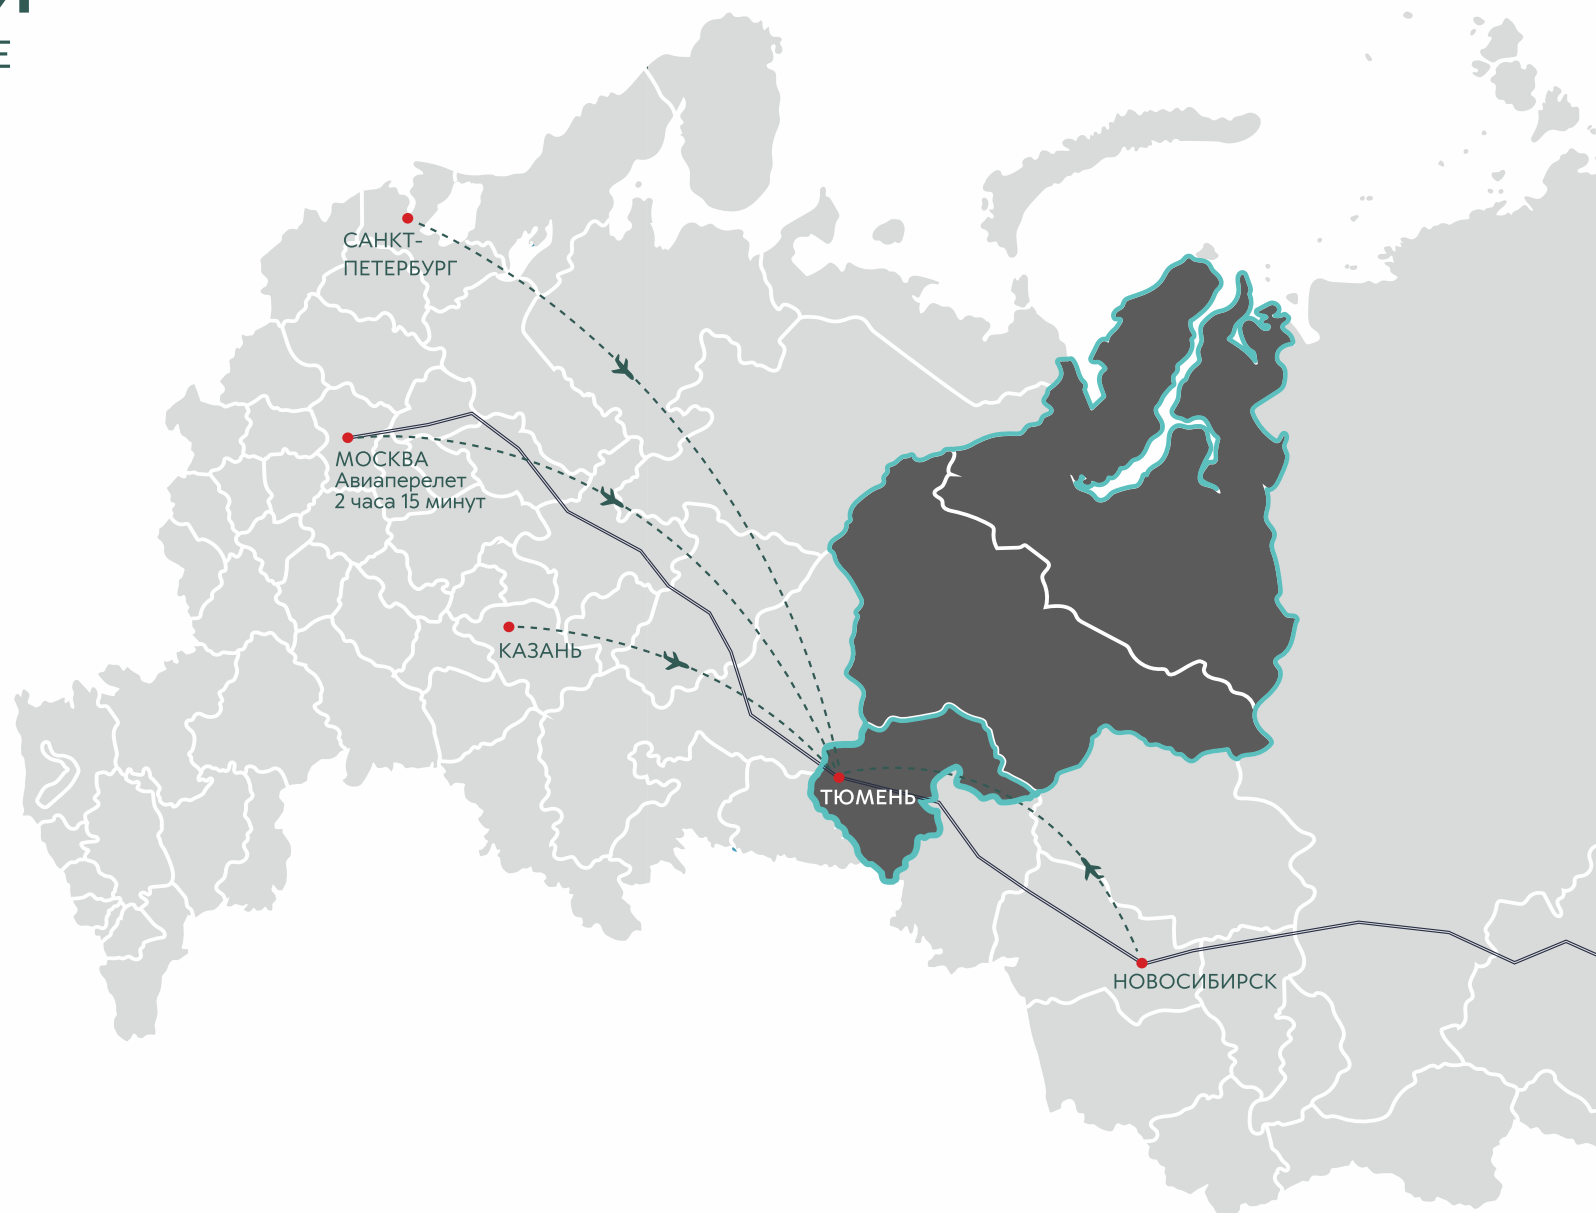 САНКТ-
ПЕТЕРБУРГ
МОСКВА
Авиаперелет
2 часа 15 минут
КАЗАНЬ
ТЮМЕНЬ
НОВОСИБИРСК